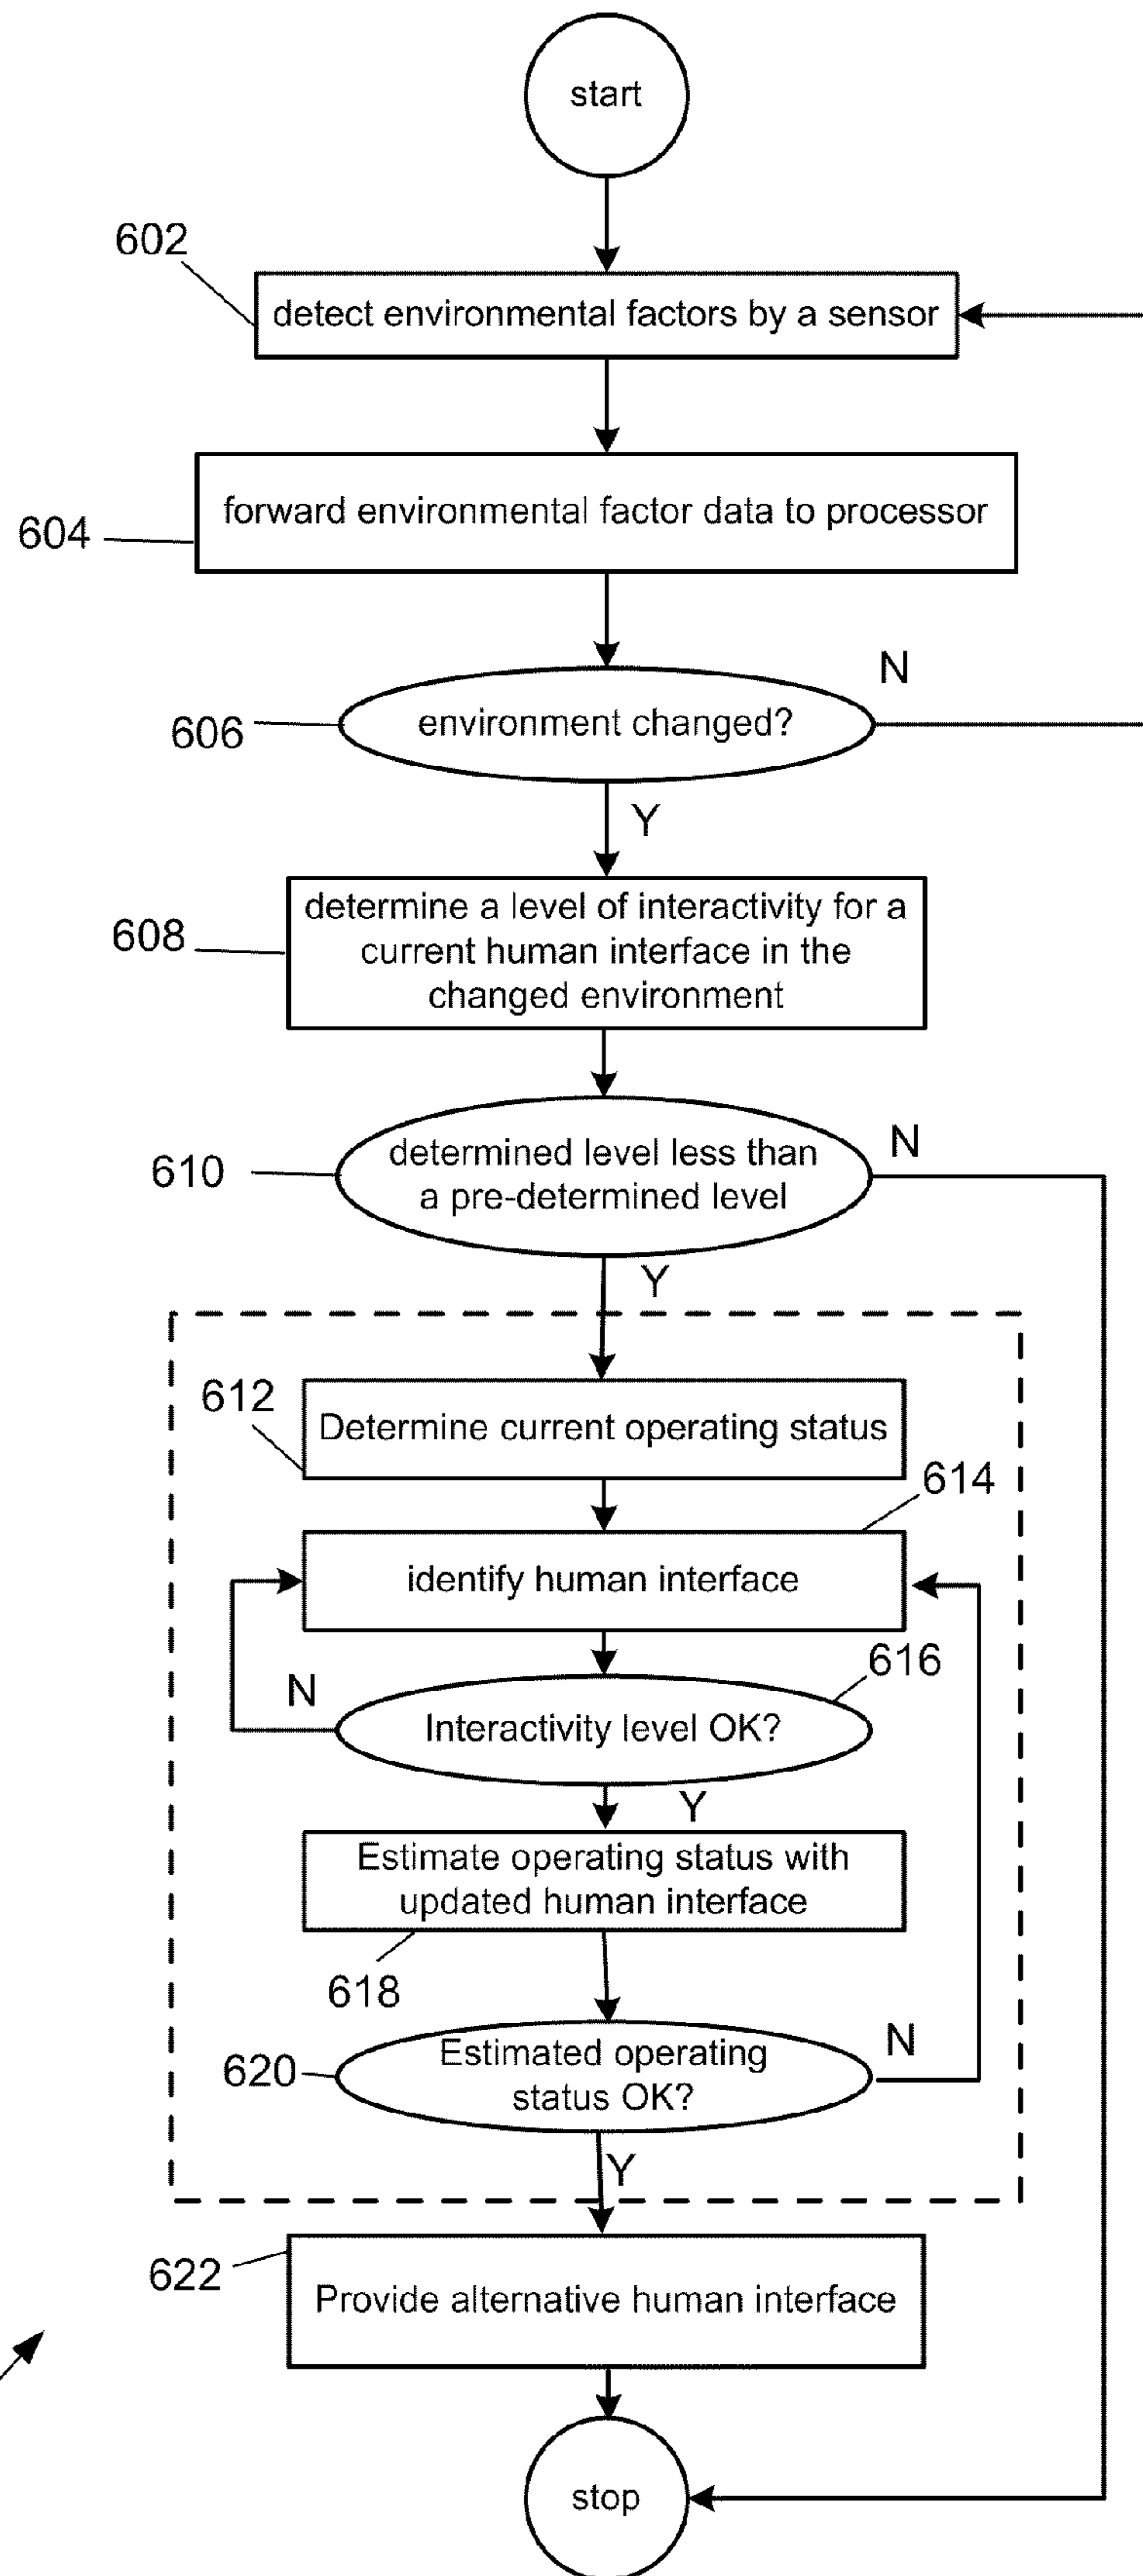 start
602
detect environmental factors by a sensor
forward environmental factor data to processor
604
N
environment changed?
606
Y
determine a level of interactivity for a
608
current human interface in the
changed environment
N
determined level less than
610
a pre-determined level
Y
612
Determine current operating status
614
identify human interface
616
N
Interactivity level OK?
Y
Estimate operating status with
updated human interface
618
N
Estimated operating
620
status OK?
Y
622
Provide alternative human interface
stop